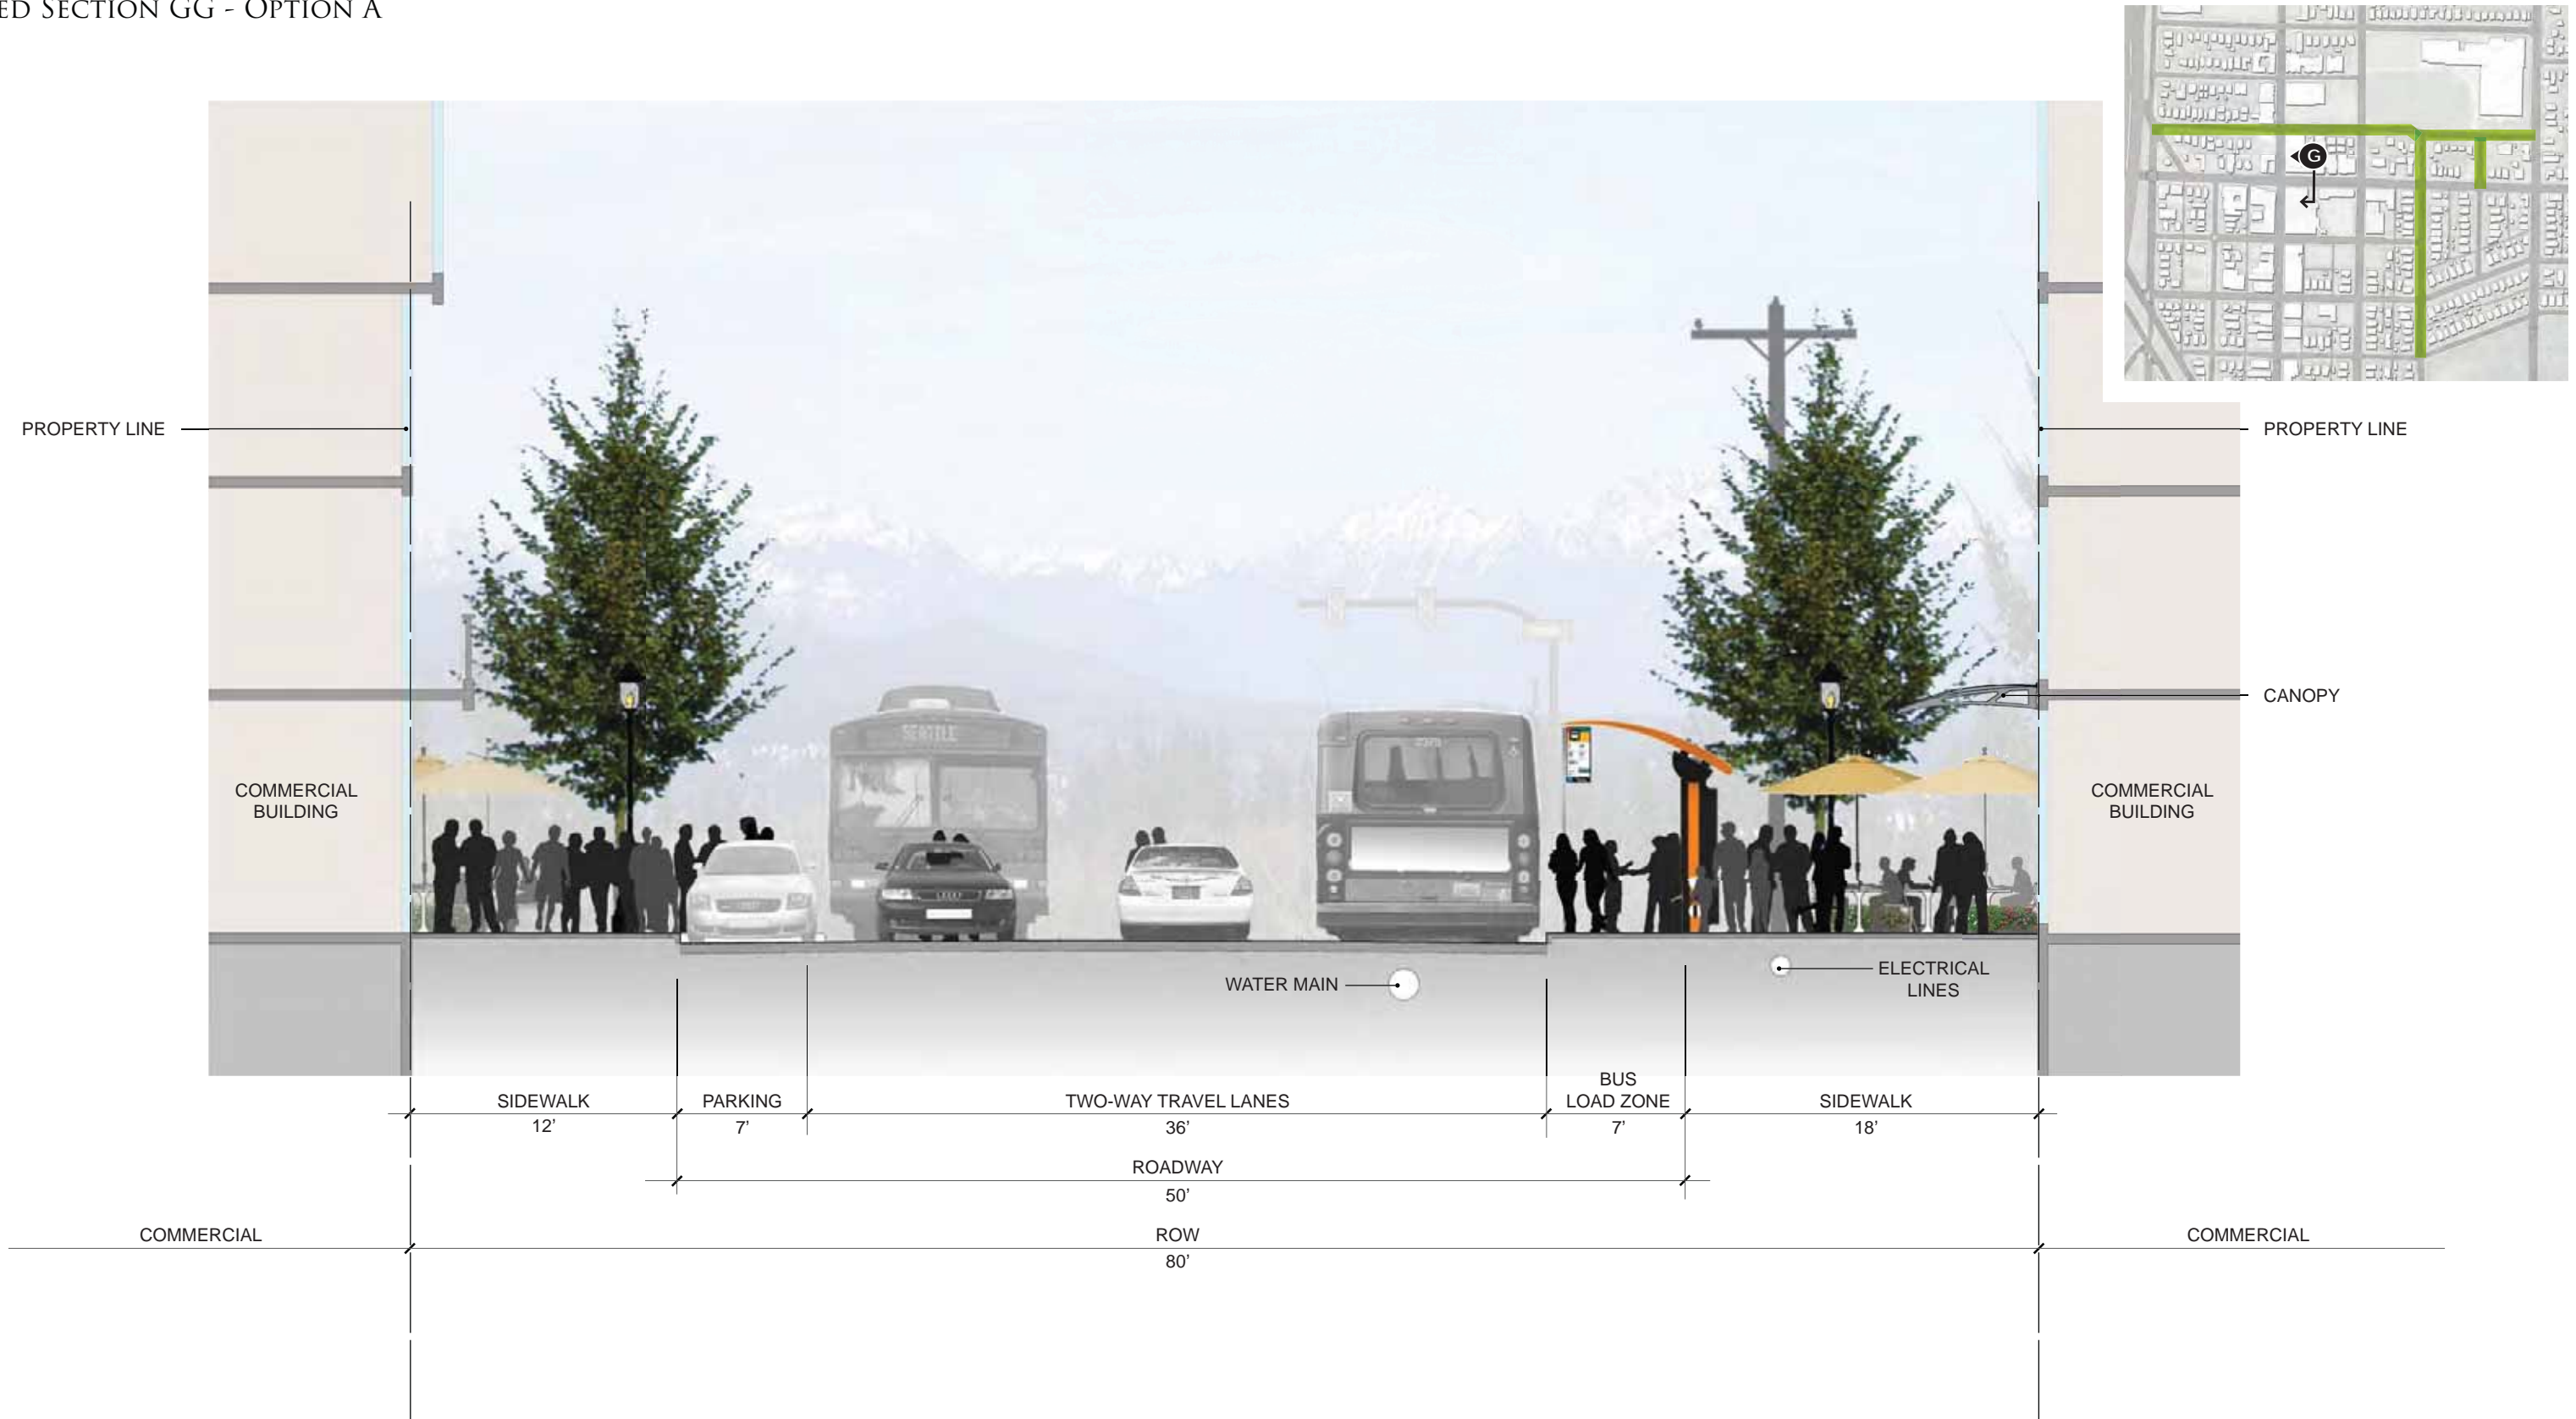 ED SECTION GG - OPTION A
G
PROPERTY LINE
PROPERTY LINE
CANOPY
SEATTLE
COMMERCIAL
BUILDING
COMMERCIAL
BUILDING
WATER MAIN
ELECTRICAL
LINES
SIDEWALK
12’
PARKING
7’
TWO-WAY TRAVEL LANES
36’
BUS
LOAD ZONE
7’
SIDEWALK
18’
ROADWAY
50’
COMMERCIAL
ROW
80’
COMMERCIAL